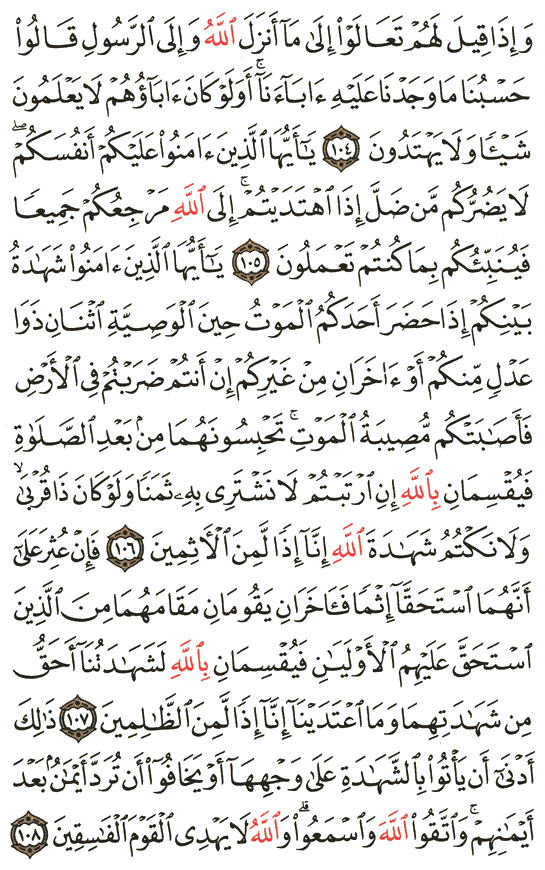 وَإِذَا قِيلَ لَهُمْ تَعَالَوْا۟ إِلَىٰ مَآ أَنزَلَ ٱللَّهُ وَإِلَى ٱلرَّسُولِ قَالُوا۟
حَسْبُنَا مَا وَجَدْنَا عَلَيْهِ ءَابَآءَنَآ ۚ أَوَلَوْ كَانَ ءَابَآؤُهُمْ لَا يَعْلَمُونَ
شَيْـًٔا وَلَا يَهْتَدُونَ ١٠٤ يَـٰٓأَيُّهَا ٱلَّذِينَ ءَامَنُوا۟ عَلَيْكُمْ أَنفُسَكُمْ ۖ
لَا يَضُرُّكُم مَّن ضَلَّ إِذَا ٱهْتَدَيْتُمْ ۚ إِلَى ٱللَّهِ مَرْجِعُكُمْ جَمِيعًا
فَيُنَبِّئُكُم بِمَا كُنتُمْ تَعْمَلُونَ ١٠٥ يَـٰٓأَيُّهَا ٱلَّذِينَ ءَامَنُوا۟ شَهَـٰدَةُ
بَيْنِكُمْ إِذَا حَضَرَ أَحَدَكُمُ ٱلْمَوْتُ حِينَ ٱلْوَصِيَّةِ ٱثْنَانِ ذَوَا
عَدْلٍ مِّنكُمْ أَوْ ءَاخَرَانِ مِنْ غَيْرِكُمْ إِنْ أَنتُمْ ضَرَبْتُمْ فِى ٱلْأَرْضِ
فَأَصَـٰبَتْكُم مُّصِيبَةُ ٱلْمَوْتِ ۚ تَحْبِسُونَهُمَا مِنۢ بَعْدِ ٱلصَّلَوٰةِ
فَيُقْسِمَانِ بِٱللَّهِ إِنِ ٱرْتَبْتُمْ لَا نَشْتَرِى بِهِۦ ثَمَنًا وَلَوْ كَانَ ذَا قُرْبَىٰ ۙ
وَلَا نَكْتُمُ شَهَـٰدَةَ ٱللَّهِ إِنَّآ إِذًا لَّمِنَ ٱلْـَٔاثِمِينَ ١٠٦ فَإِنْ عُثِرَ عَلَىٰٓ
أَنَّهُمَا ٱسْتَحَقَّآ إِثْمًا فَـَٔاخَرَانِ يَقُومَانِ مَقَامَهُمَا مِنَ ٱلَّذِينَ
ٱسْتَحَقَّ عَلَيْهِمُ ٱلْأَوْلَيَـٰنِ فَيُقْسِمَانِ بِٱللَّهِ لَشَهَـٰدَتُنَآ أَحَقُّ
مِن شَهَـٰدَتِهِمَا وَمَا ٱعْتَدَيْنَآ إِنَّآ إِذًا لَّمِنَ ٱلظَّـٰلِمِينَ ١٠٧ ذَٰلِكَ
أَدْنَىٰٓ أَن يَأْتُوا۟ بِٱلشَّهَـٰدَةِ عَلَىٰ وَجْهِهَآ أَوْ يَخَافُوٓا۟ أَن تُرَدَّ أَيْمَـٰنٌۢ بَعْدَ
أَيْمَـٰنِهِمْ ۗ وَٱتَّقُوا۟ ٱللَّهَ وَٱسْمَعُوا۟ ۗ وَٱللَّهُ لَا يَهْدِى ٱلْقَوْمَ ٱلْفَـٰسِقِينَ ١٠٨